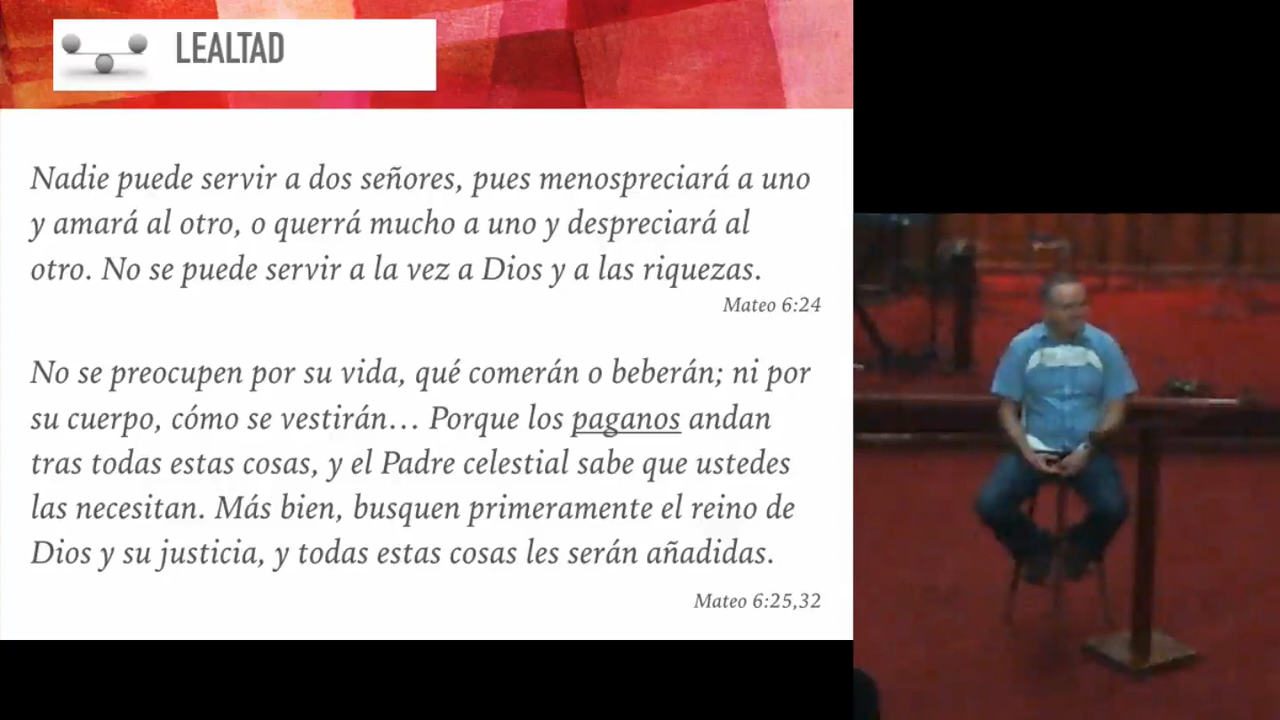 LEALTAD
Nadie puede servir a dos señores, pues menospreciará a uno
y amará al otro, o querrá mucho a uno y despreciará al
otro. No se puede servir a la vez a Dios y a las riquezas.
Mateo 6:24
No se preocupen por su vida, qué comerán o beberán; ni por
su cuerpo, cómo se vestirán… Porque los paganos andan
tras todas estas cosas, y el Padre celestial sabe que ustedes
las necesitan. Más bien, busquen primeramente el reino de
Dios y su justicia, y todas estas cosas les serán añadidas.
Mateo 6:25,32